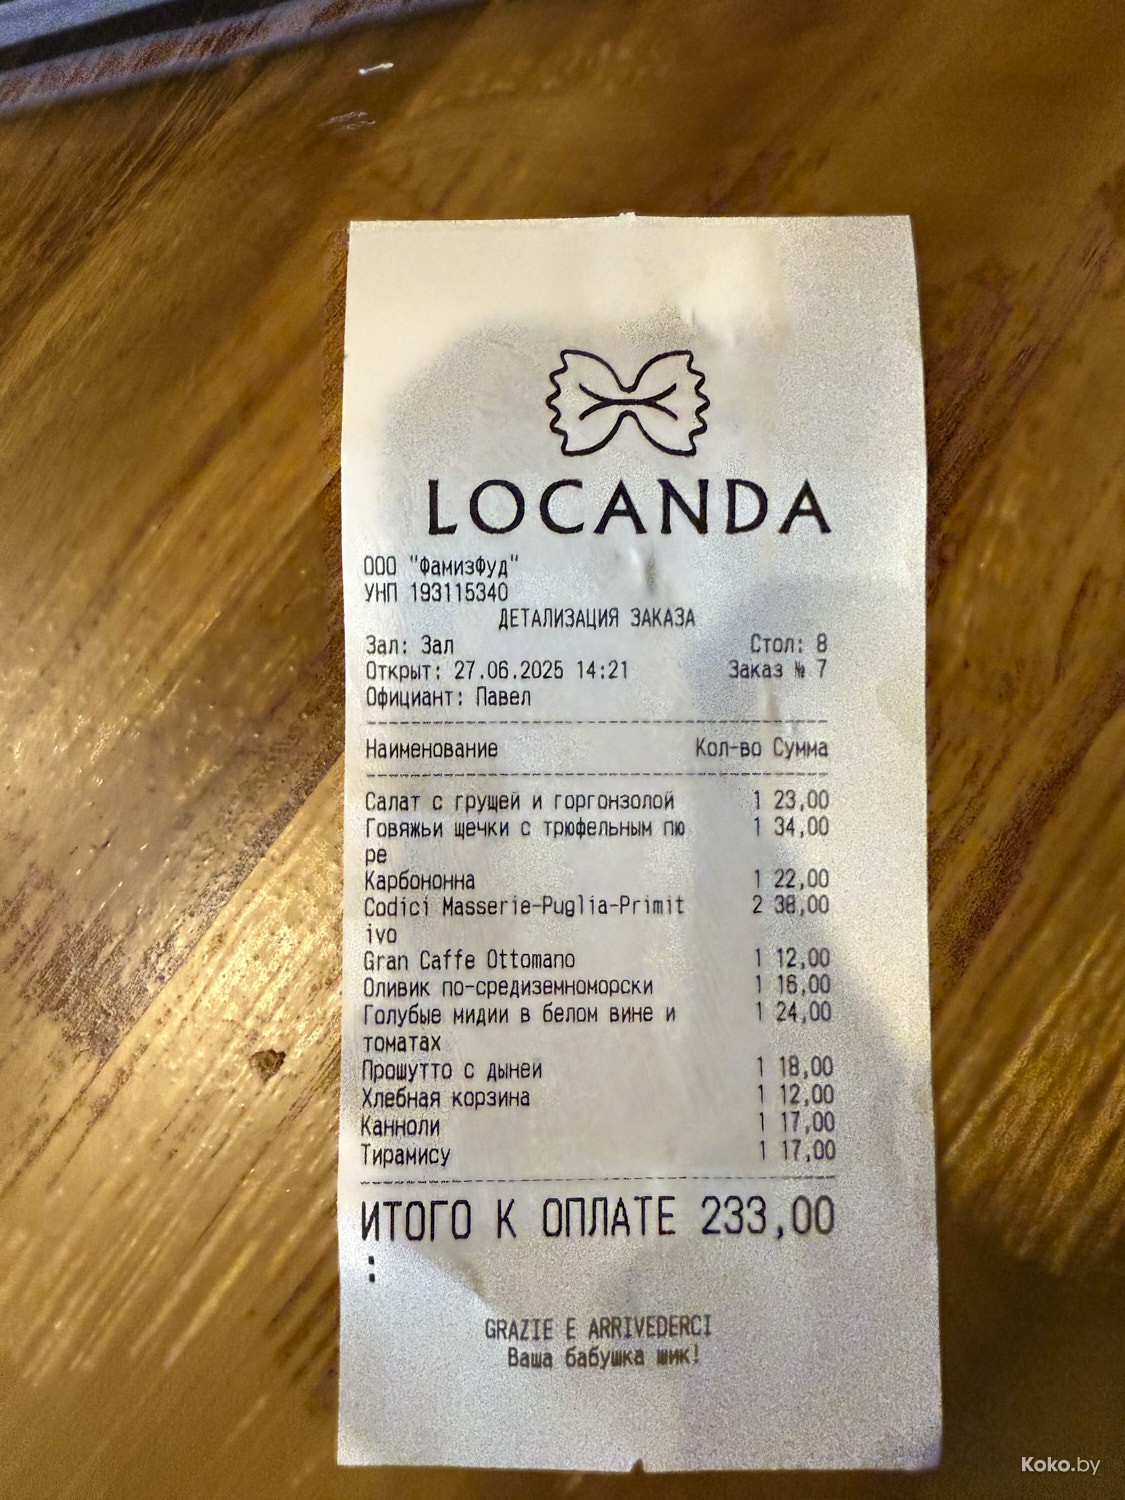 LOCANDA
ООО "ФамизФуд"
УНП 193115340
ДЕТАЛИЗАЦИЯ ЗАКАЗА
Зал: Зал Стол: 8
Открыт: 27.06.2025 14:21 Заказ № 7
Официант: Павел
Наименование Кол-во Сумма
Салат с грушей и горгонзолой 1 23,00
Говяжьи щечки с трюфельным пю 1 34,00
ре
Карбононна 1 22,00
Codici Masserie-Puglia-Primit 2 38,00
ivo
Gran Caffe Ottomano 1 12,00
Оливик по-средиземноморски 1 16,00
Голубые мидии в белом вине и 1 24,00
томатах
Прошутто с дыней 1 18,00
Хлебная корзина 1 12,00
Канноли 1 17,00
Тирамису 1 17,00
ИТОГО К ОПЛАТЕ 233,00
:
GRAZIE E ARRIVEDERCI
Ваша бабушка шик!
Koko.by